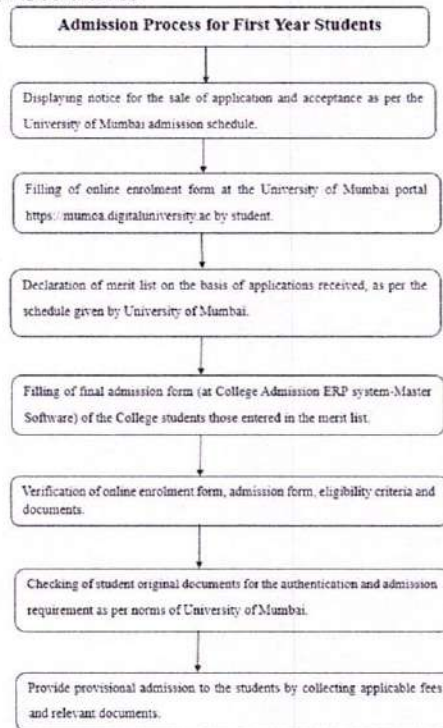 Admission Process for First Year Students
Displaying notice for the sale of application and acceptance as per the
University of Mumbai admission schedule.
Filling of online enrolment form at the University of Mumbai portal
https://mumoa.digitaluniversity.ac by student.
Declaration of merit list on the basis of applications received, as per the
schedule given by University of Mumbai.
Filling of final admission form (at College Admission ERP system-Master
Software) of the College students those entered in the merit list.
Verification of online enrolment form, admission form, eligibility criteria and
documents.
Checking of student original documents for the authentication and admission
requirement as per norms of University of Mumbai.
Provide provisional admission to the students by collecting applicable fees
and relevant documents.